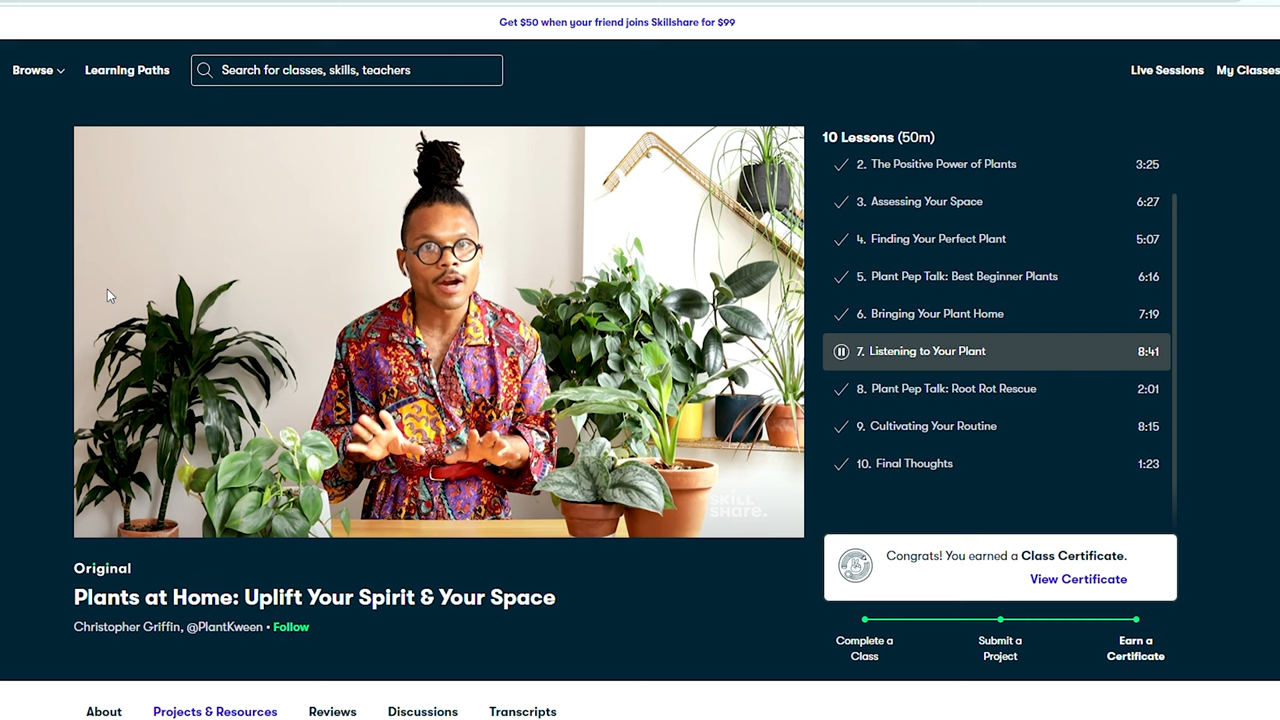 Get $50 when your friend joins Skillshare for $99
Browse
Learning Paths
Search for classes, skills, teachers
Live Sessions
My Classes
10 Lessons (50m)
2. The Positive Power of Plants 3:25
3. Assessing Your Space 6:27
4. Finding Your Perfect Plant 5:07
5. Plant Pep Talk: Best Beginner Plants 6:16
6. Bringing Your Plant Home 7:19
7. Listening to Your Plant 8:41
8. Plant Pep Talk: Root Rot Rescue 2:01
9. Cultivating Your Routine 8:15
10. Final Thoughts 1:23
SKILL
SHARE.
Congrats! You earned a Class Certificate.
View Certificate
Original
Plants at Home: Uplift Your Spirit & Your Space
Christopher Griffin, @PlantKween • Follow
Complete a
Class
Submit a
Project
Earn a
Certificate
About
Projects & Resources
Reviews
Discussions
Transcripts